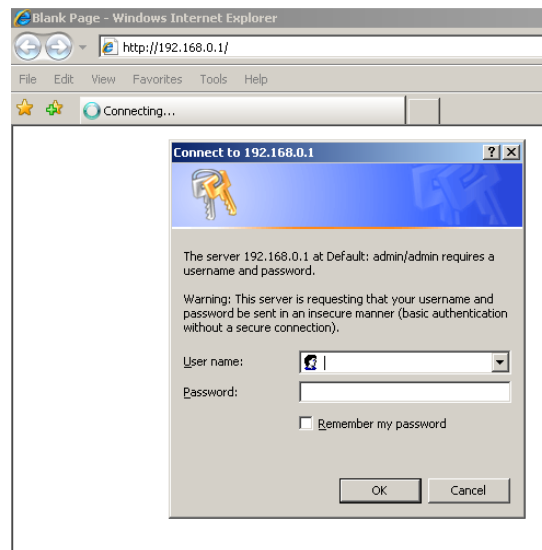 Blank Page - Windows Internet Explorer
http://192.168.0.1/
File Edit View Favorites Tools Help
Connecting...
Connect to 192.168.0.1
The server 192.168.0.1 at Default: admin/admin requires a
username and password.
Warning: This server is requesting that your username and
password be sent in an insecure manner (basic authentication
without a secure connection).
User name:
Password:
Remember my password
OK Cancel